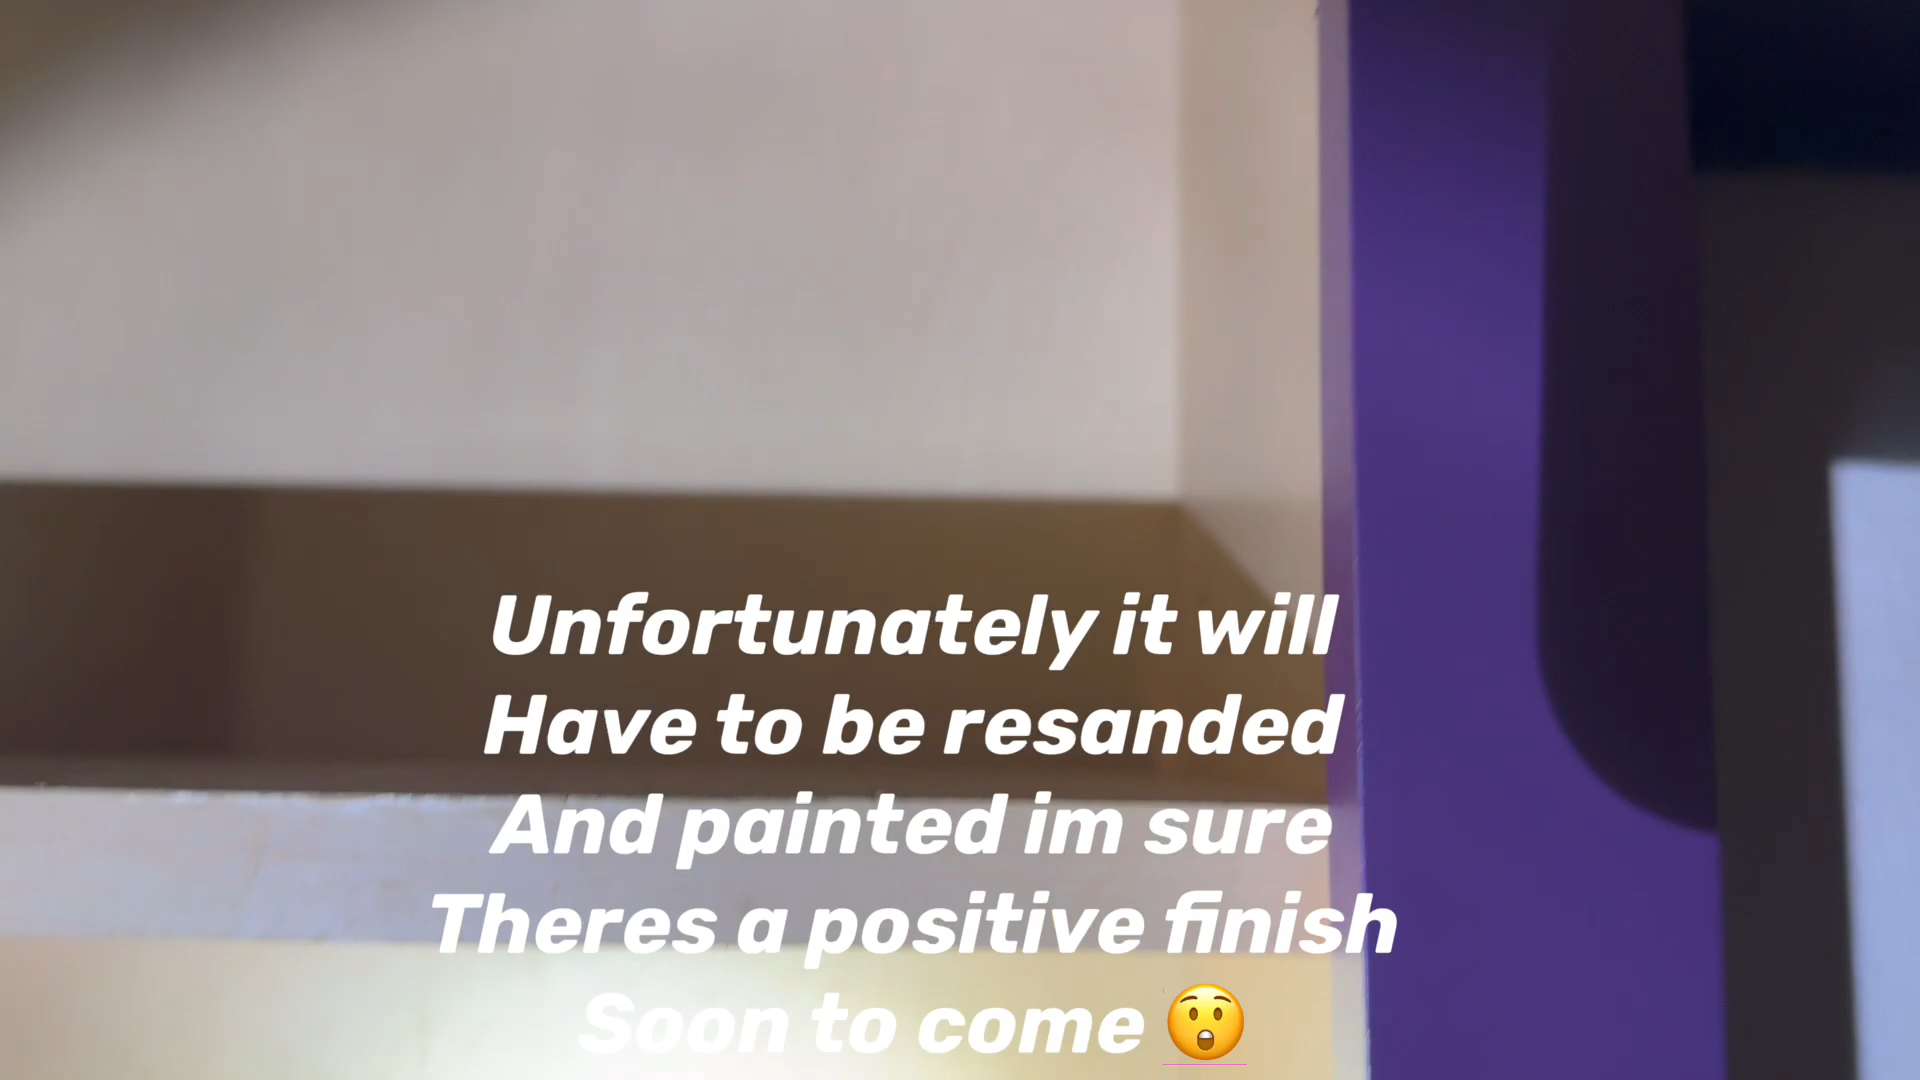 Unfortunately it will
Have to be resanded
And painted im sure
Theres a positive finish
Soon to come 😲